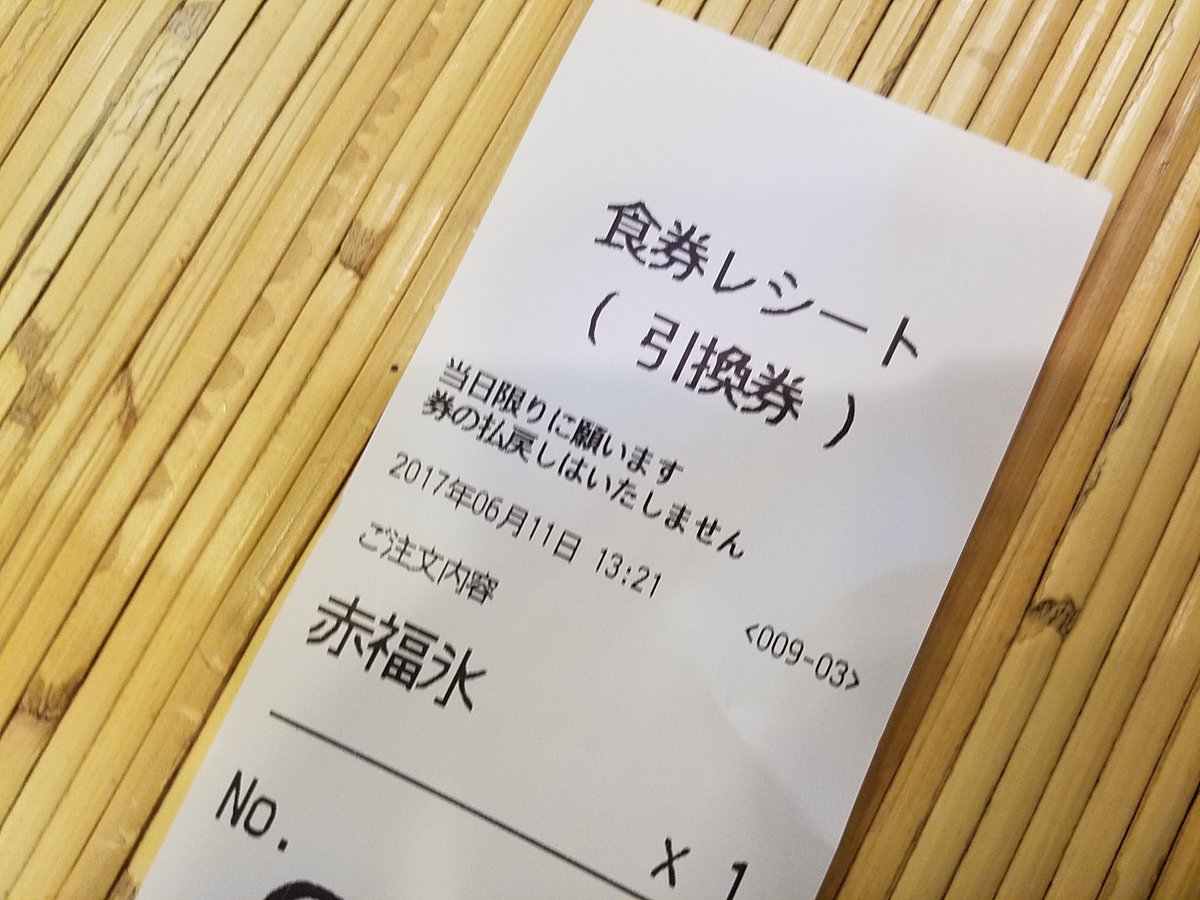 食券レシート
( 引換券 )
当日限りに願います
券の払戻しはいたしません
2017年06月11日 13:21
<009-03>
ご注文内容
赤福氷
X 1
No.